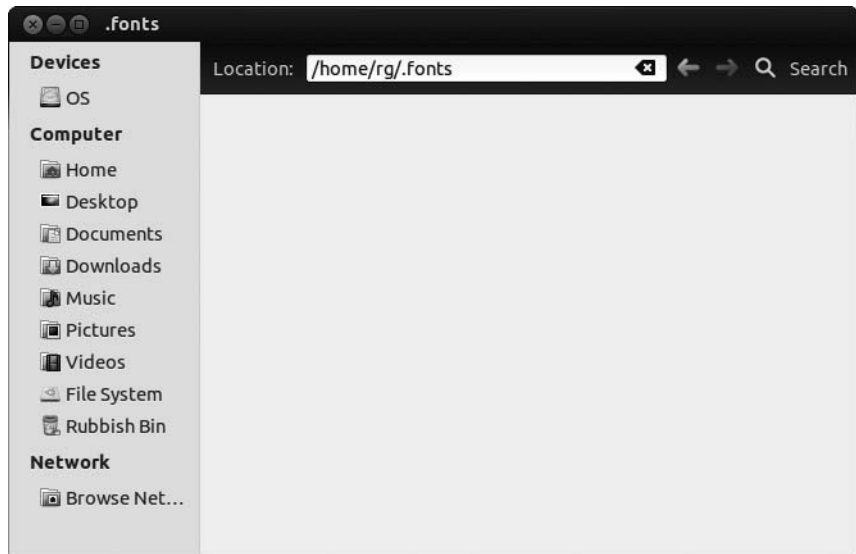 .fonts
Devices
OS
Computer
Home
Desktop
Documents
Downloads
Music
Pictures
Videos
File System
Rubbish Bin
Network
Browse Net...
Location: /home/rg/.fonts Search